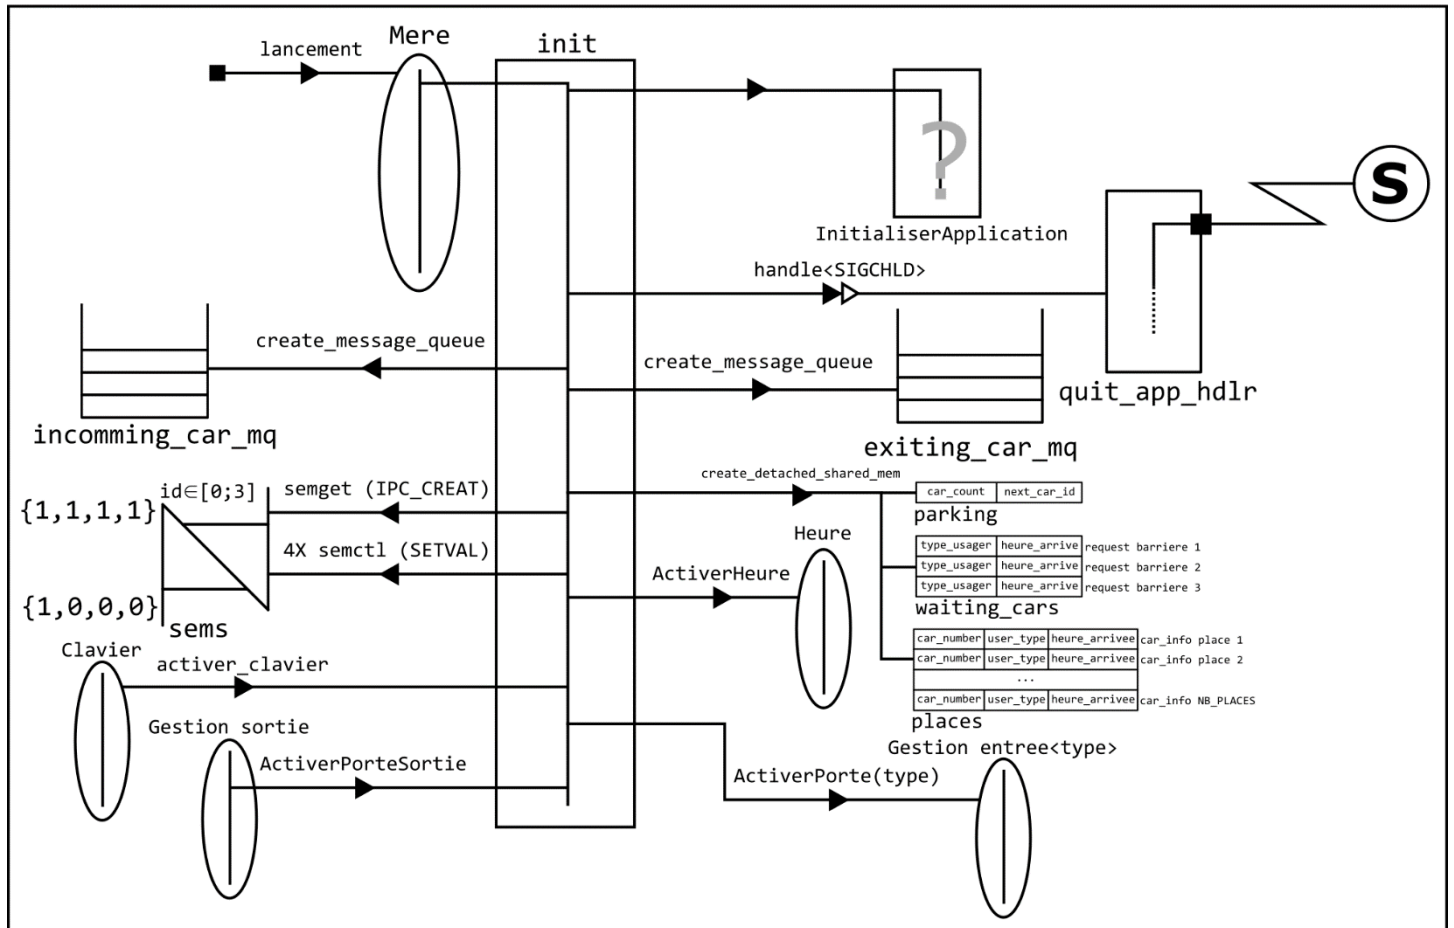 lancement
Mere
init
?
S
InitialiserApplication
handle<SIGCHLD>
create_message_queue
create_message_queue
quit_app_hdlr
incomming_car_mq
exiting_car_mq
create_detached_shared_mem
id∈[0;3]
semget (IPC_CREAT)
{1,1,1,1}
car_count next_car_id
parking
4X semctl (SETVAL)
Heure
type_usager heure_arrive request barriere 1
type_usager heure_arrive request barriere 2
type_usager heure_arrive request barriere 3
ActiverHeure
waiting_cars
{1,0,0,0}
sems
car_number user_type heure_arrivee car_info place 1
car_number user_type heure_arrivee car_info place 2
...
car_number user_type heure_arrivee car_info NB_PLACES
places
Clavier
activer_clavier
Gestion sortie
ActiverPorteSortie
Gestion entree<type>
ActiverPorte(type)